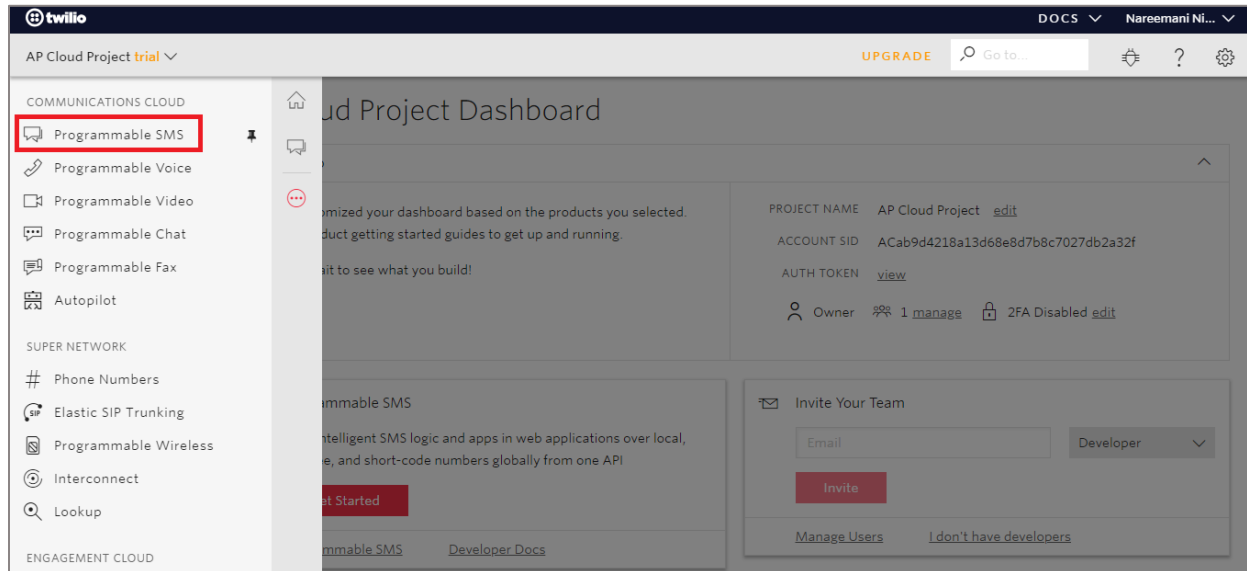 twilio
DOCS
Nareemani Ni...
AP Cloud Project trial
UPGRADE
Go to...
COMMUNICATIONS CLOUD
Programmable SMS
Programmable Voice
Programmable Video
Programmable Chat
Programmable Fax
Autopilot
SUPER NETWORK
Phone Numbers
Elastic SIP Trunking
SIP
Programmable Wireless
Interconnect
Lookup
ENGAGEMENT CLOUD
ud Project Dashboard
omized your dashboard based on the products you selected.
duct getting started guides to get up and running.
ait to see what you build!
PROJECT NAME AP Cloud Project edit
ACCOUNT SID ACab9d4218a13d68e8d7b8c7027db2a32f
AUTH TOKEN view
Owner 1 manage 2FA Disabled edit
ammable SMS
ntelligent SMS logic and apps in web applications over local,
e, and short-code numbers globally from one API
et Started
mmable SMS Developer Docs
Invite Your Team
Email
Developer
Invite
Manage Users I don't have developers